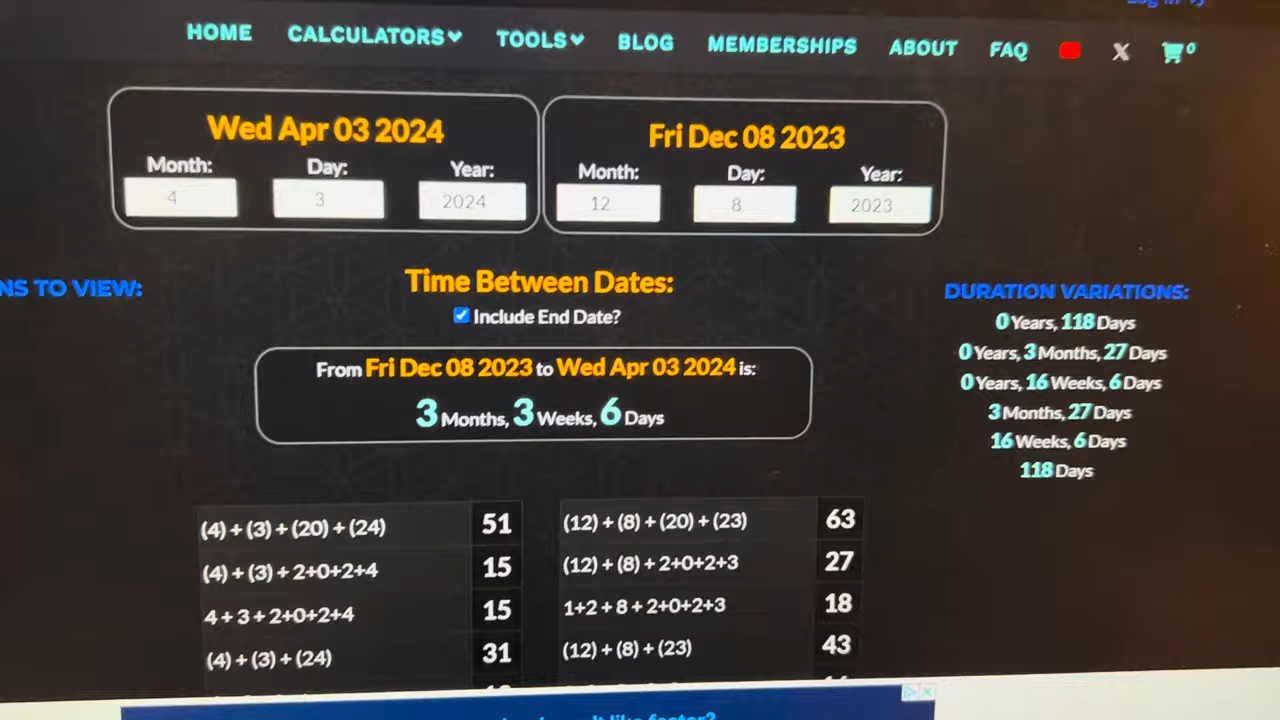 HOME CALCULATORS TOOLS BLOG MEMBERSHIPS ABOUT FAQ X 0
Wed Apr 03 2024
Month: Day: Year:
4 3 2024
Fri Dec 08 2023
Month: Day: Year:
12 8 2023
NS TO VIEW:
Time Between Dates:
Include End Date?
From Fri Dec 08 2023 to Wed Apr 03 2024 is:
3 Months, 3 Weeks, 6 Days
DURATION VARIATIONS:
0 Years, 118 Days
0 Years, 3 Months, 27 Days
0 Years, 16 Weeks, 6 Days
3 Months, 27 Days
16 Weeks, 6 Days
118 Days
(4) + (3) + (20) + (24) 51
(4) + (3) + 2+0+2+4 15
4 + 3 + 2+0+2+4 15
(4) + (3) + (24) 31
(12) + (8) + (20) + (23) 63
(12) + (8) + 2+0+2+3 27
1+2 + 8 + 2+0+2+3 18
(12) + (8) + (23) 43